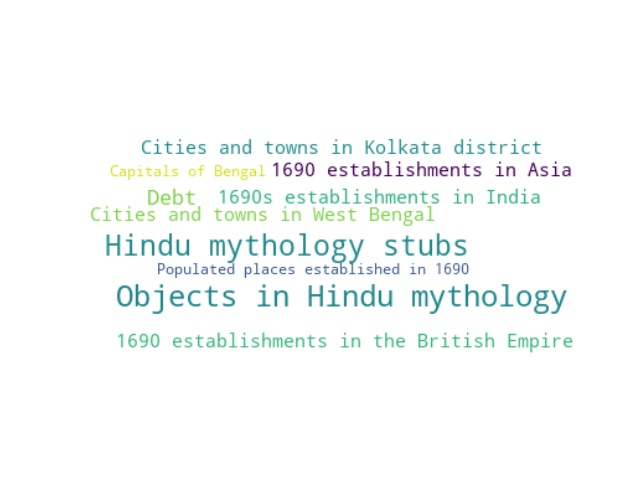 Cities and towns in Kolkata district
Capitals of Bengal 1690 establishments in Asia
Debt 1690s establishments in India
Cities and towns in West Bengal
Hindu mythology stubs
Populated places established in 1690
Objects in Hindu mythology
1690 establishments in the British Empire